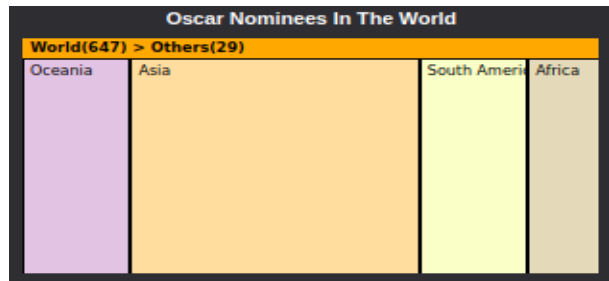 Oscar Nominees In The World
World(647) > Others(29)
Oceania
Asia
South Ameri
Africa